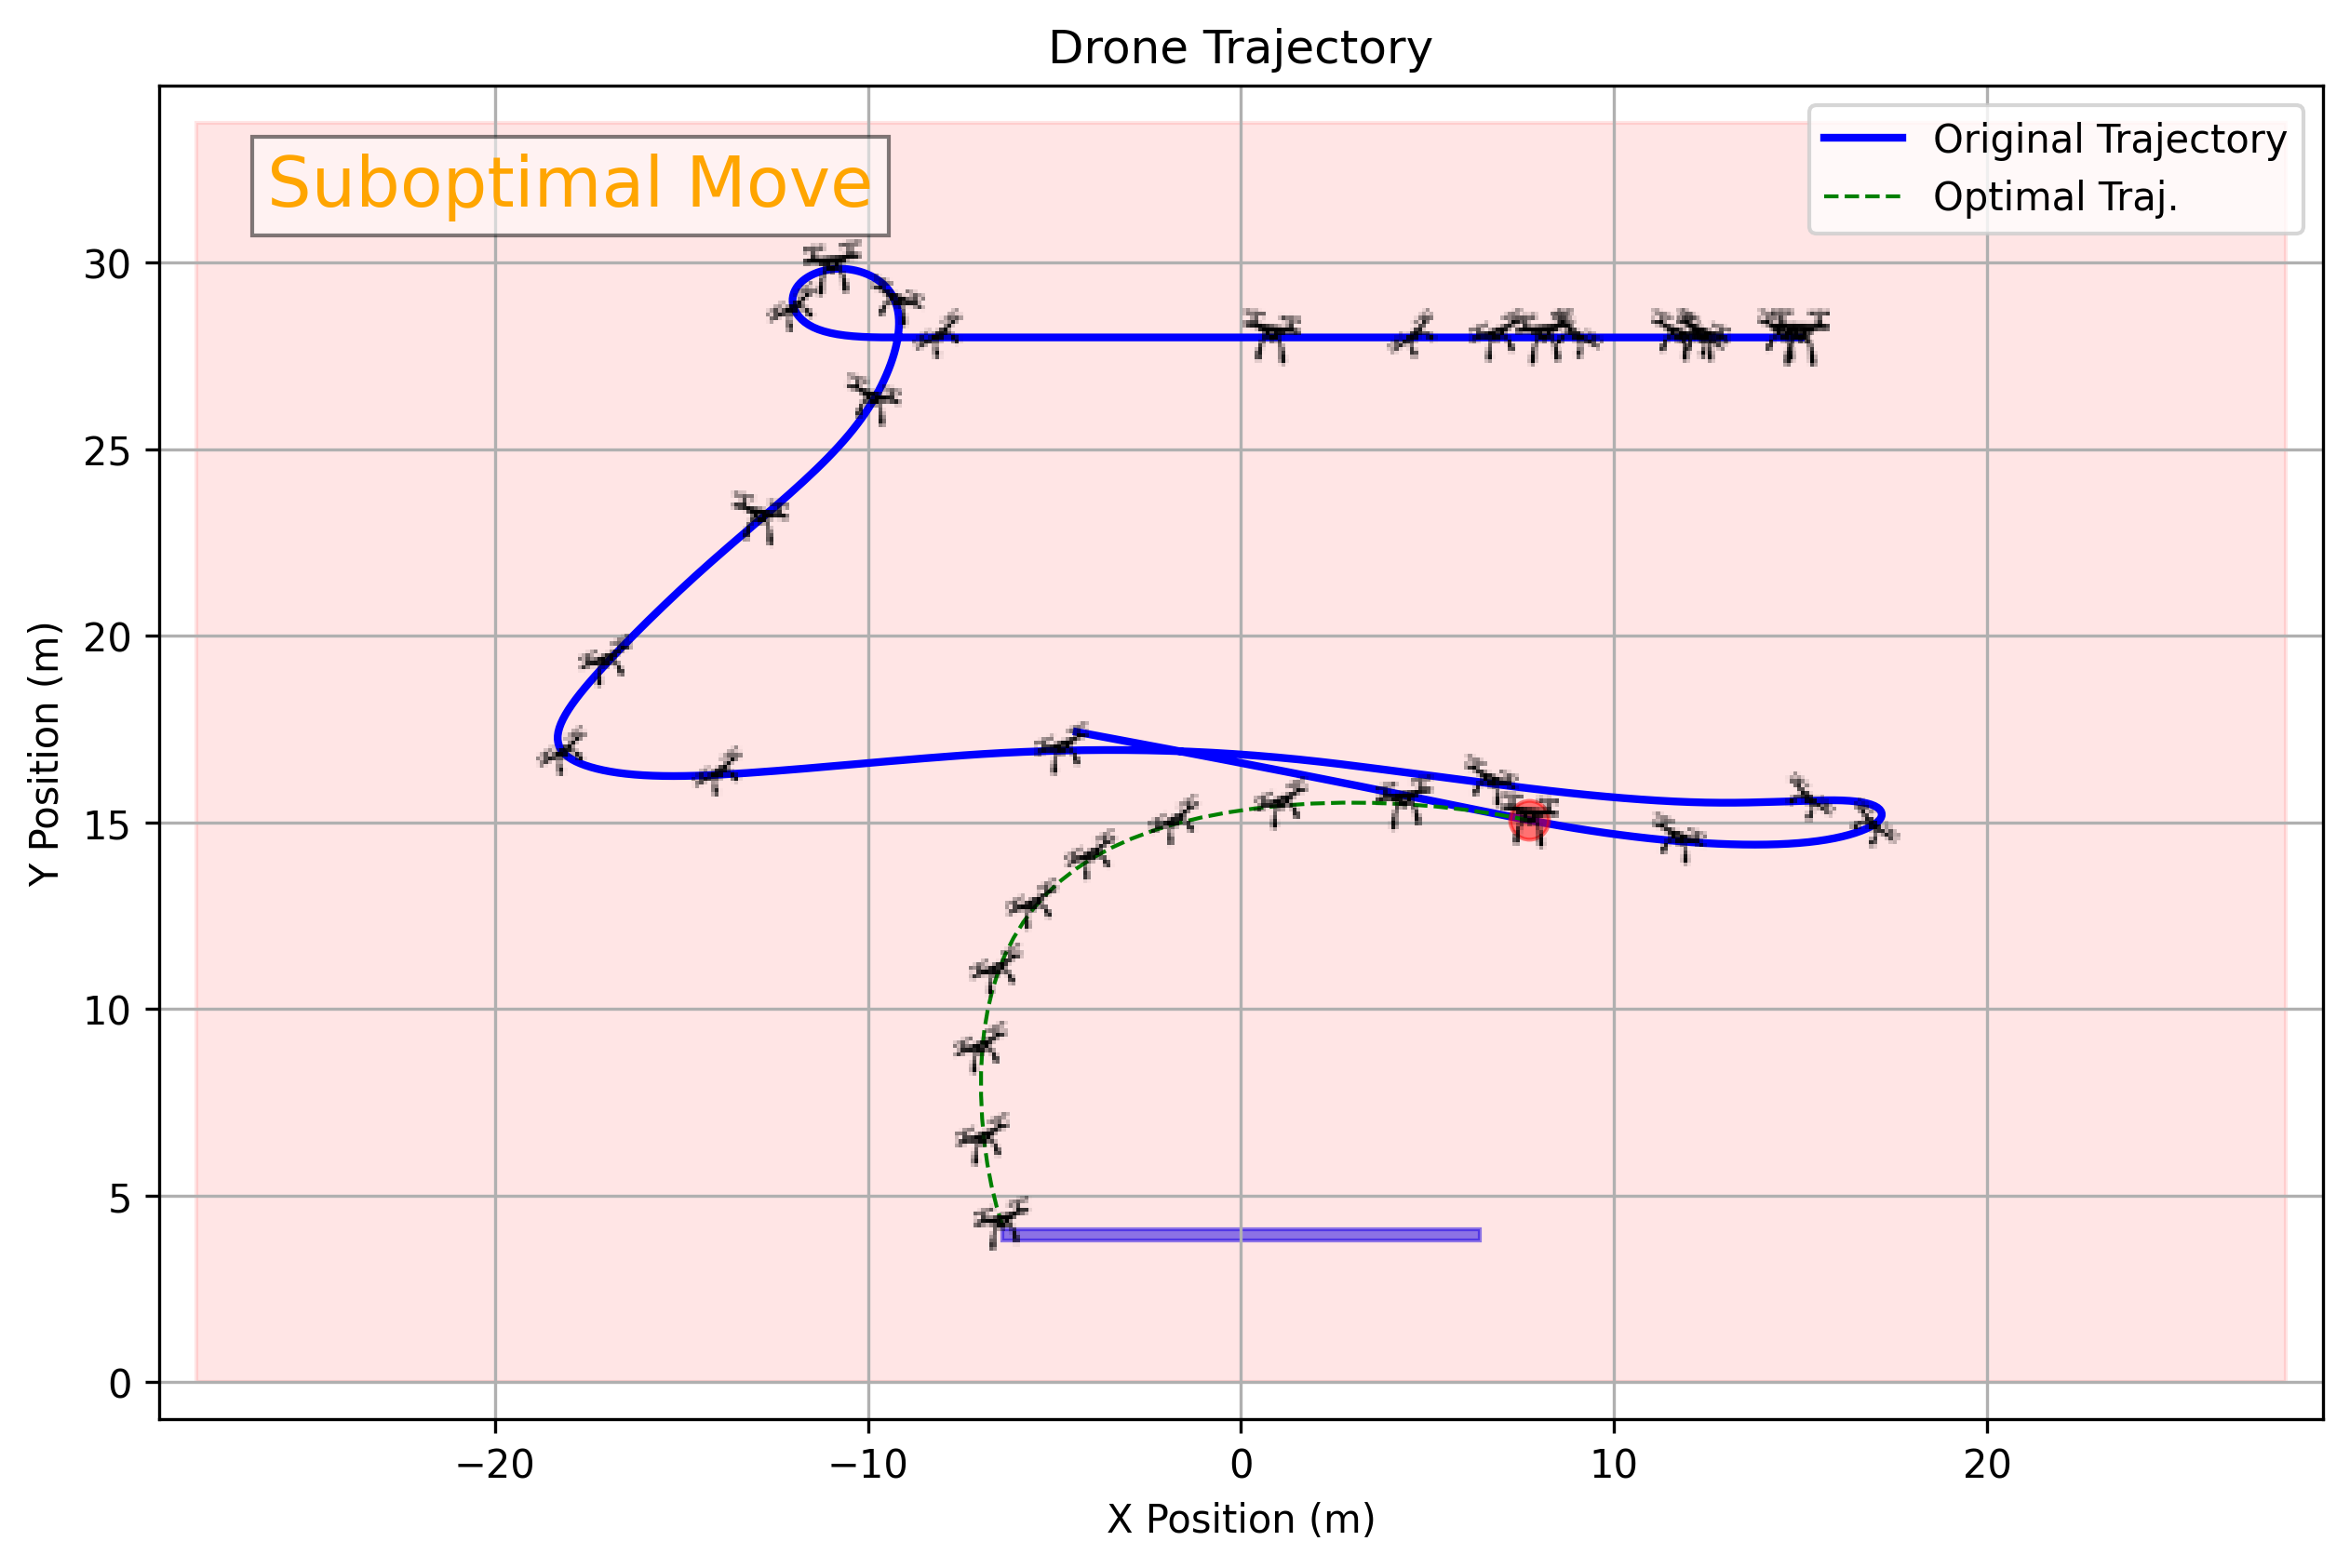 Drone Trajectory
Suboptimal Move
Original Trajectory
Optimal Traj.
Y Position (m)
30
25
20
15
10
5
0
−20
−10
0
10
20
X Position (m)